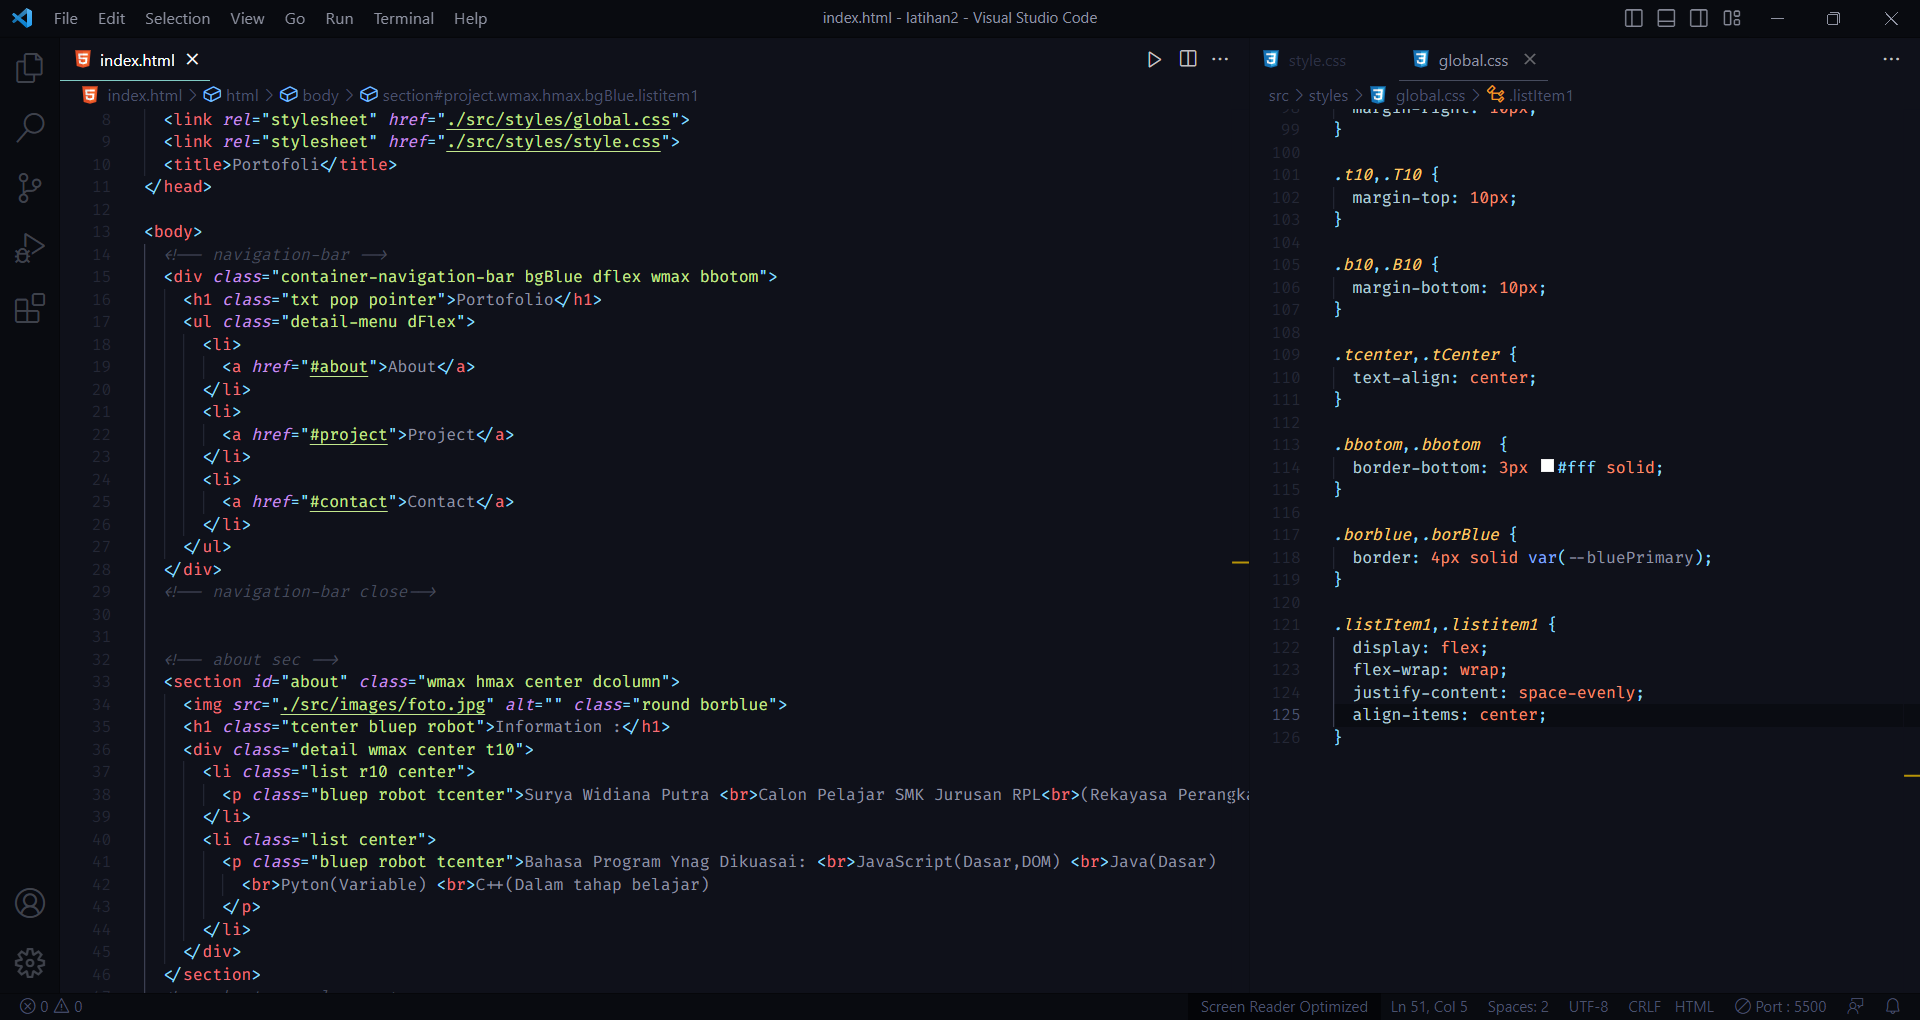 File Edit Selection View Go Run Terminal Help
index.html - latihan2 - Visual Studio Code
index.html
index.html > html > body > section#project.wmax.hmax.bgBlue.listitem1
8 <link rel="stylesheet" href="./src/styles/global.css">
9 <link rel="stylesheet" href="./src/styles/style.css">
10 <title>Portofoli</title>
11 </head>
12
13 <body>
14 <!-- navigation-bar -->
15 <div class="container-navigation-bar bgBlue dflex wmax bbotom">
16 <h1 class="txt pop pointer">Portofolio</h1>
17 <ul class="detail-menu dFlex">
18 <li>
19 <a href="#about">About</a>
20 </li>
21 <li>
22 <a href="#project">Project</a>
23 </li>
24 <li>
25 <a href="#contact">Contact</a>
26 </li>
27 </ul>
28 </div>
29 <!-- navigation-bar close-->
30
31
32 <!-- about sec -->
33 <section id="about" class="wmax hmax center dcolumn">
34 <img src="./src/images/foto.jpg" alt="" class="round borblue">
35 <h1 class="tcenter bluep robot">Information :</h1>
36 <div class="detail wmax center t10">
37 <li class="list r10 center">
38 <p class="bluep robot tcenter">Surya Widiana Putra <br>Calon Pelajar SMK Jurusan RPL<br>(Rekayasa Perangka
39 </li>
40 <li class="list center">
41 <p class="bluep robot tcenter">Bahasa Program Ynag Dikuasai: <br>JavaScript(Dasar,DOM) <br>Java(Dasar)
42 <br>Pyton(Variable) <br>C++(Dalam tahap belajar)
43 </p>
44 </li>
45 </div>
46 </section>
style.css global.css
src > styles > global.css > .listItem1
98 margin-right: 10px;
99 }
100
101 .t10,.T10 {
102 margin-top: 10px;
103 }
104
105 .b10,.B10 {
106 margin-bottom: 10px;
107 }
108
109 .tcenter,.tCenter {
110 text-align: center;
111 }
112
113 .bbotom,.bbotom {
114 border-bottom: 3px #fff solid;
115 }
116
117 .borblue,.borBlue {
118 border: 4px solid var(--bluePrimary);
119 }
120
121 .listItem1,.listitem1 {
122 display: flex;
123 flex-wrap: wrap;
124 justify-content: space-evenly;
125 align-items: center;
126 }
0 0 Screen Reader Optimized Ln 51, Col 5 Spaces: 2 UTF-8 CRLF HTML Port : 5500